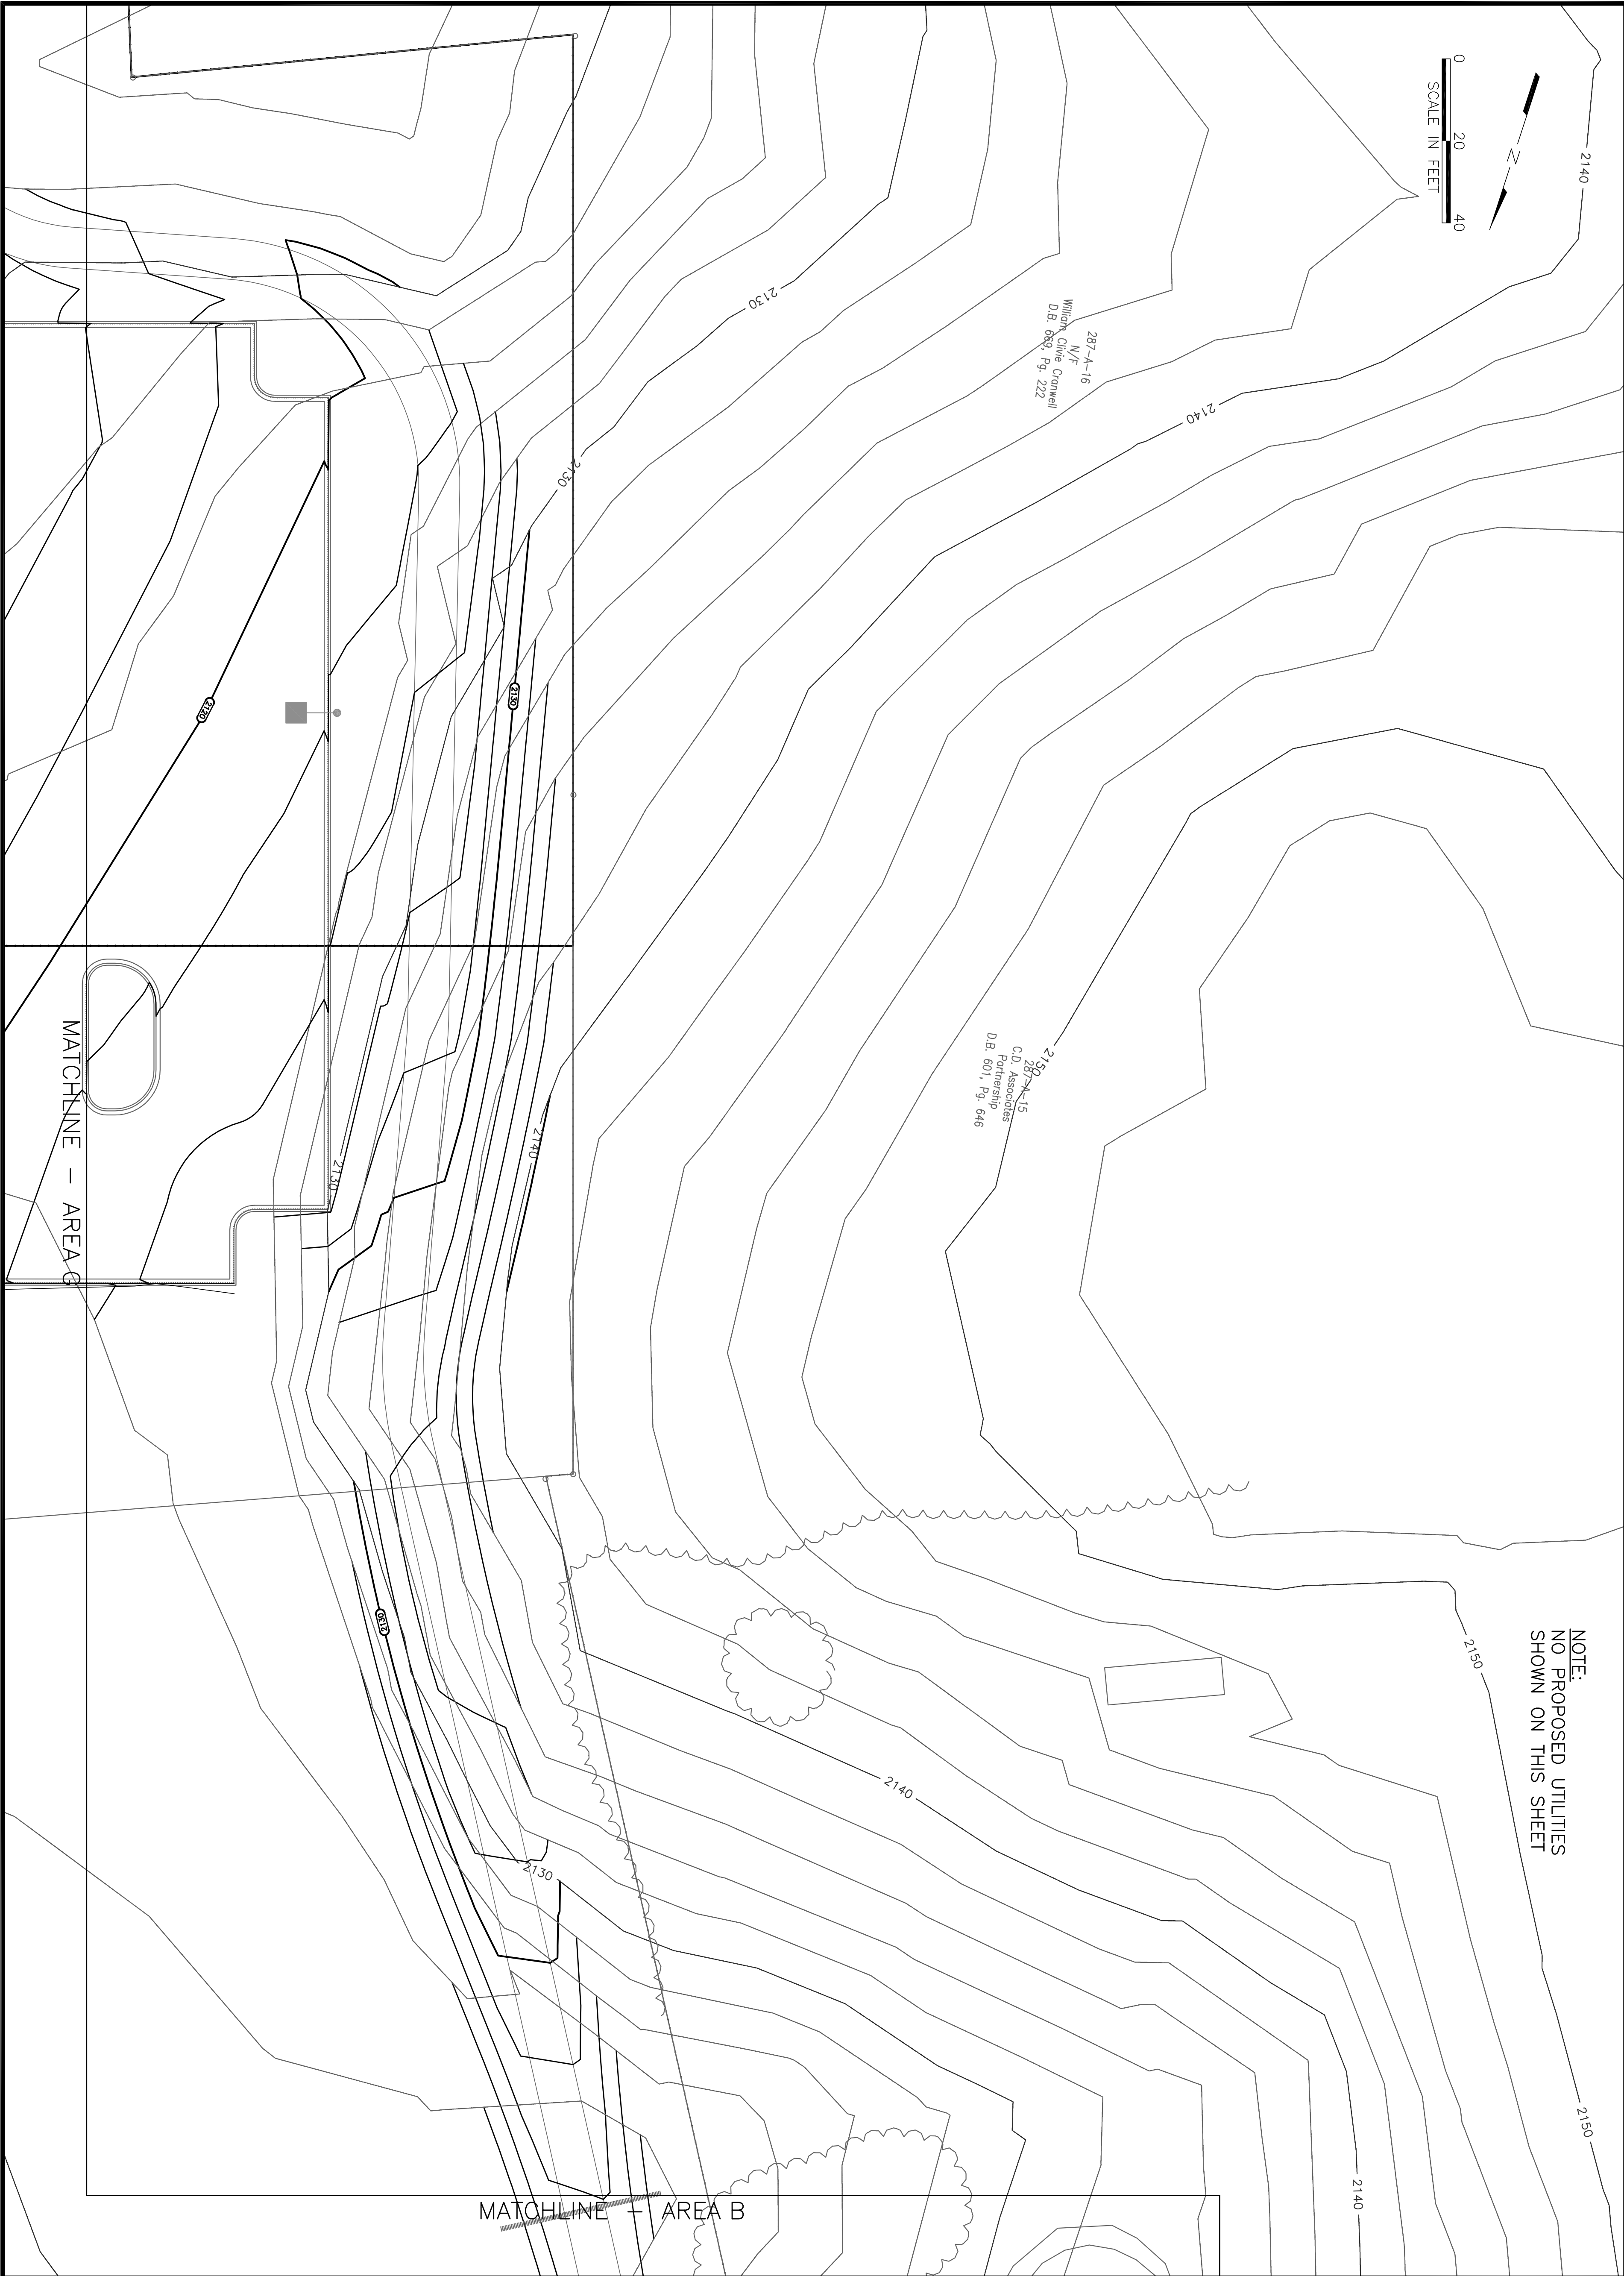 0 20 40
SCALE IN FEET
N
2140
2130
287-A-16
N/F
William Clivie Cranwell
D.B. 669, Pg. 222
2140
2130
2130
2120
2150
287-A-15
C.D. Associates
Partnership
D.B. 601, Pg. 646
2140
2130
MATCHLINE - AREA G
NOTE:
NO PROPOSED UTILITIES
SHOWN ON THIS SHEET
2150
2130
2140
2130
2150
2140
MATCHLINE - AREA B